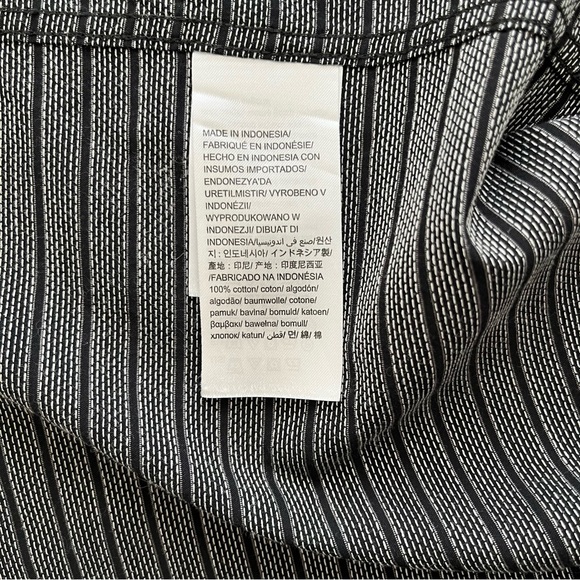 MADE IN INDONESIA/
FABRIQUÉ EN INDONÉSIE/
HECHO EN INDONESIA CON
INSUMOS IMPORTADOS/
ENDONEZYA'DA
URETILMISTIR/ VYROBENO V
INDONÉZII/
WYPRODUKOWANO W
INDONEZJI/ DIBUAT DI
INDONESIA/صنع في اندونيسيا/원산
지: 인도네시아/ インドネシア製/
產地：印尼/ 产地：印度尼西亚
/FABRICADO NA INDONÉSIA
100% cotton/ coton/ algodón/
algodão/ baumwolle/ cotone/
pamuk/ bavlna/ bomuld/ katoen/
βαμβακι/ bawełna/ bomull/
хлопок/ katun/ قطن/ 면/ 綿/ 棉